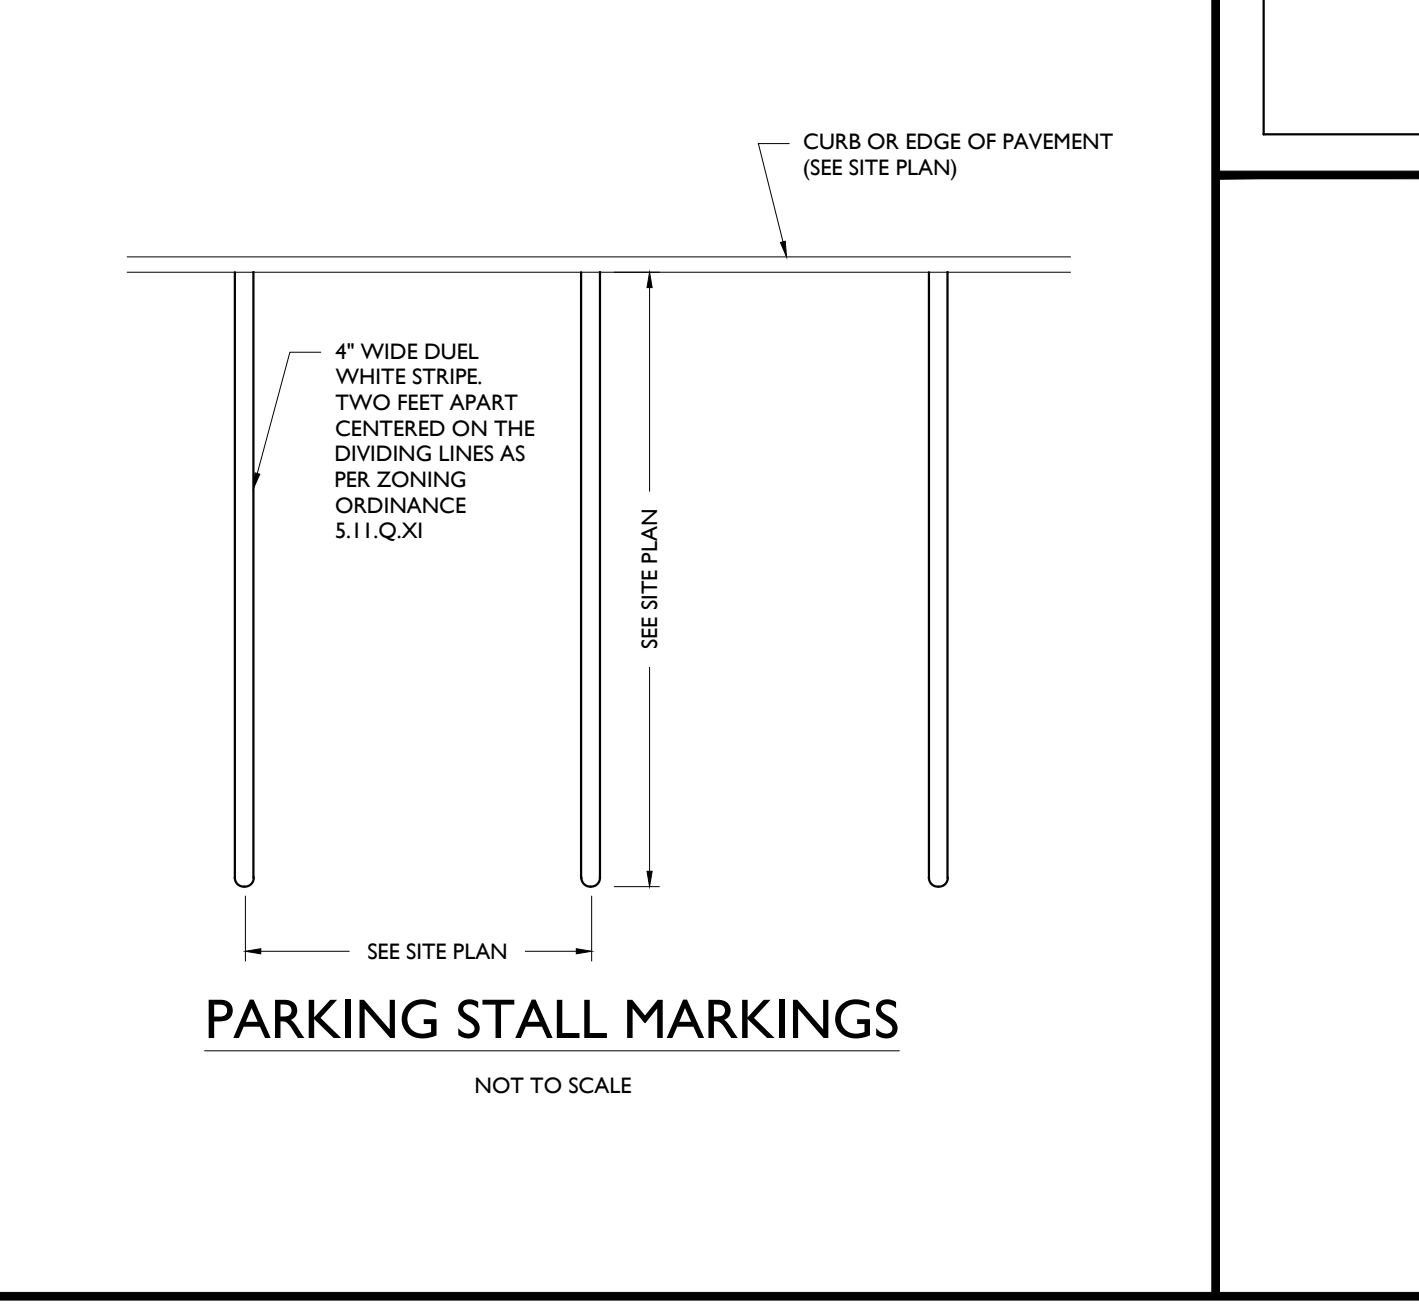 CURB OR EDGE OF PAVEMENT
(SEE SITE PLAN)
4" WIDE DUEL
WHITE STRIPE.
TWO FEET APART
CENTERED ON THE
DIVIDING LINES AS
PER ZONING
ORDINANCE
5.11.Q.XI
SEE SITE PLAN
SEE SITE PLAN
PARKING STALL MARKINGS
NOT TO SCALE